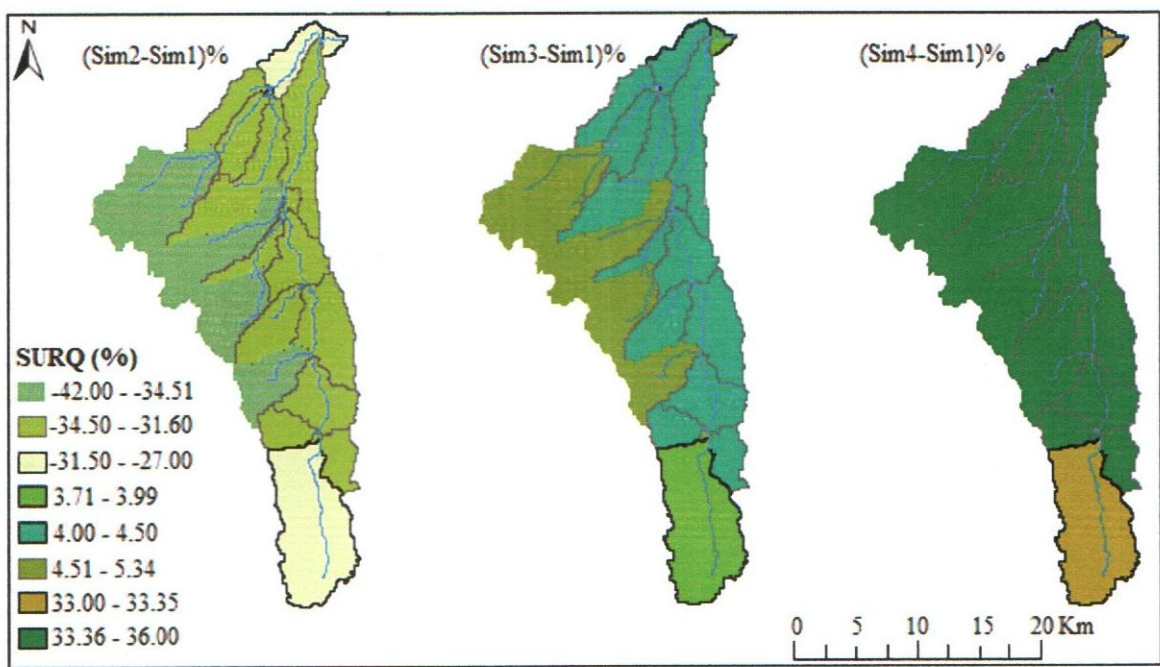 N
(Sim2-Sim1)% (Sim3-Sim1)% (Sim4-Sim1)%
SURQ (%)
-42.00 - -34.51
-34.50 - -31.60
-31.50 - -27.00
3.71 - 3.99
4.00 - 4.50
4.51 - 5.34
33.00 - 33.35
33.36 - 36.00
0 5 10 15 20 Km